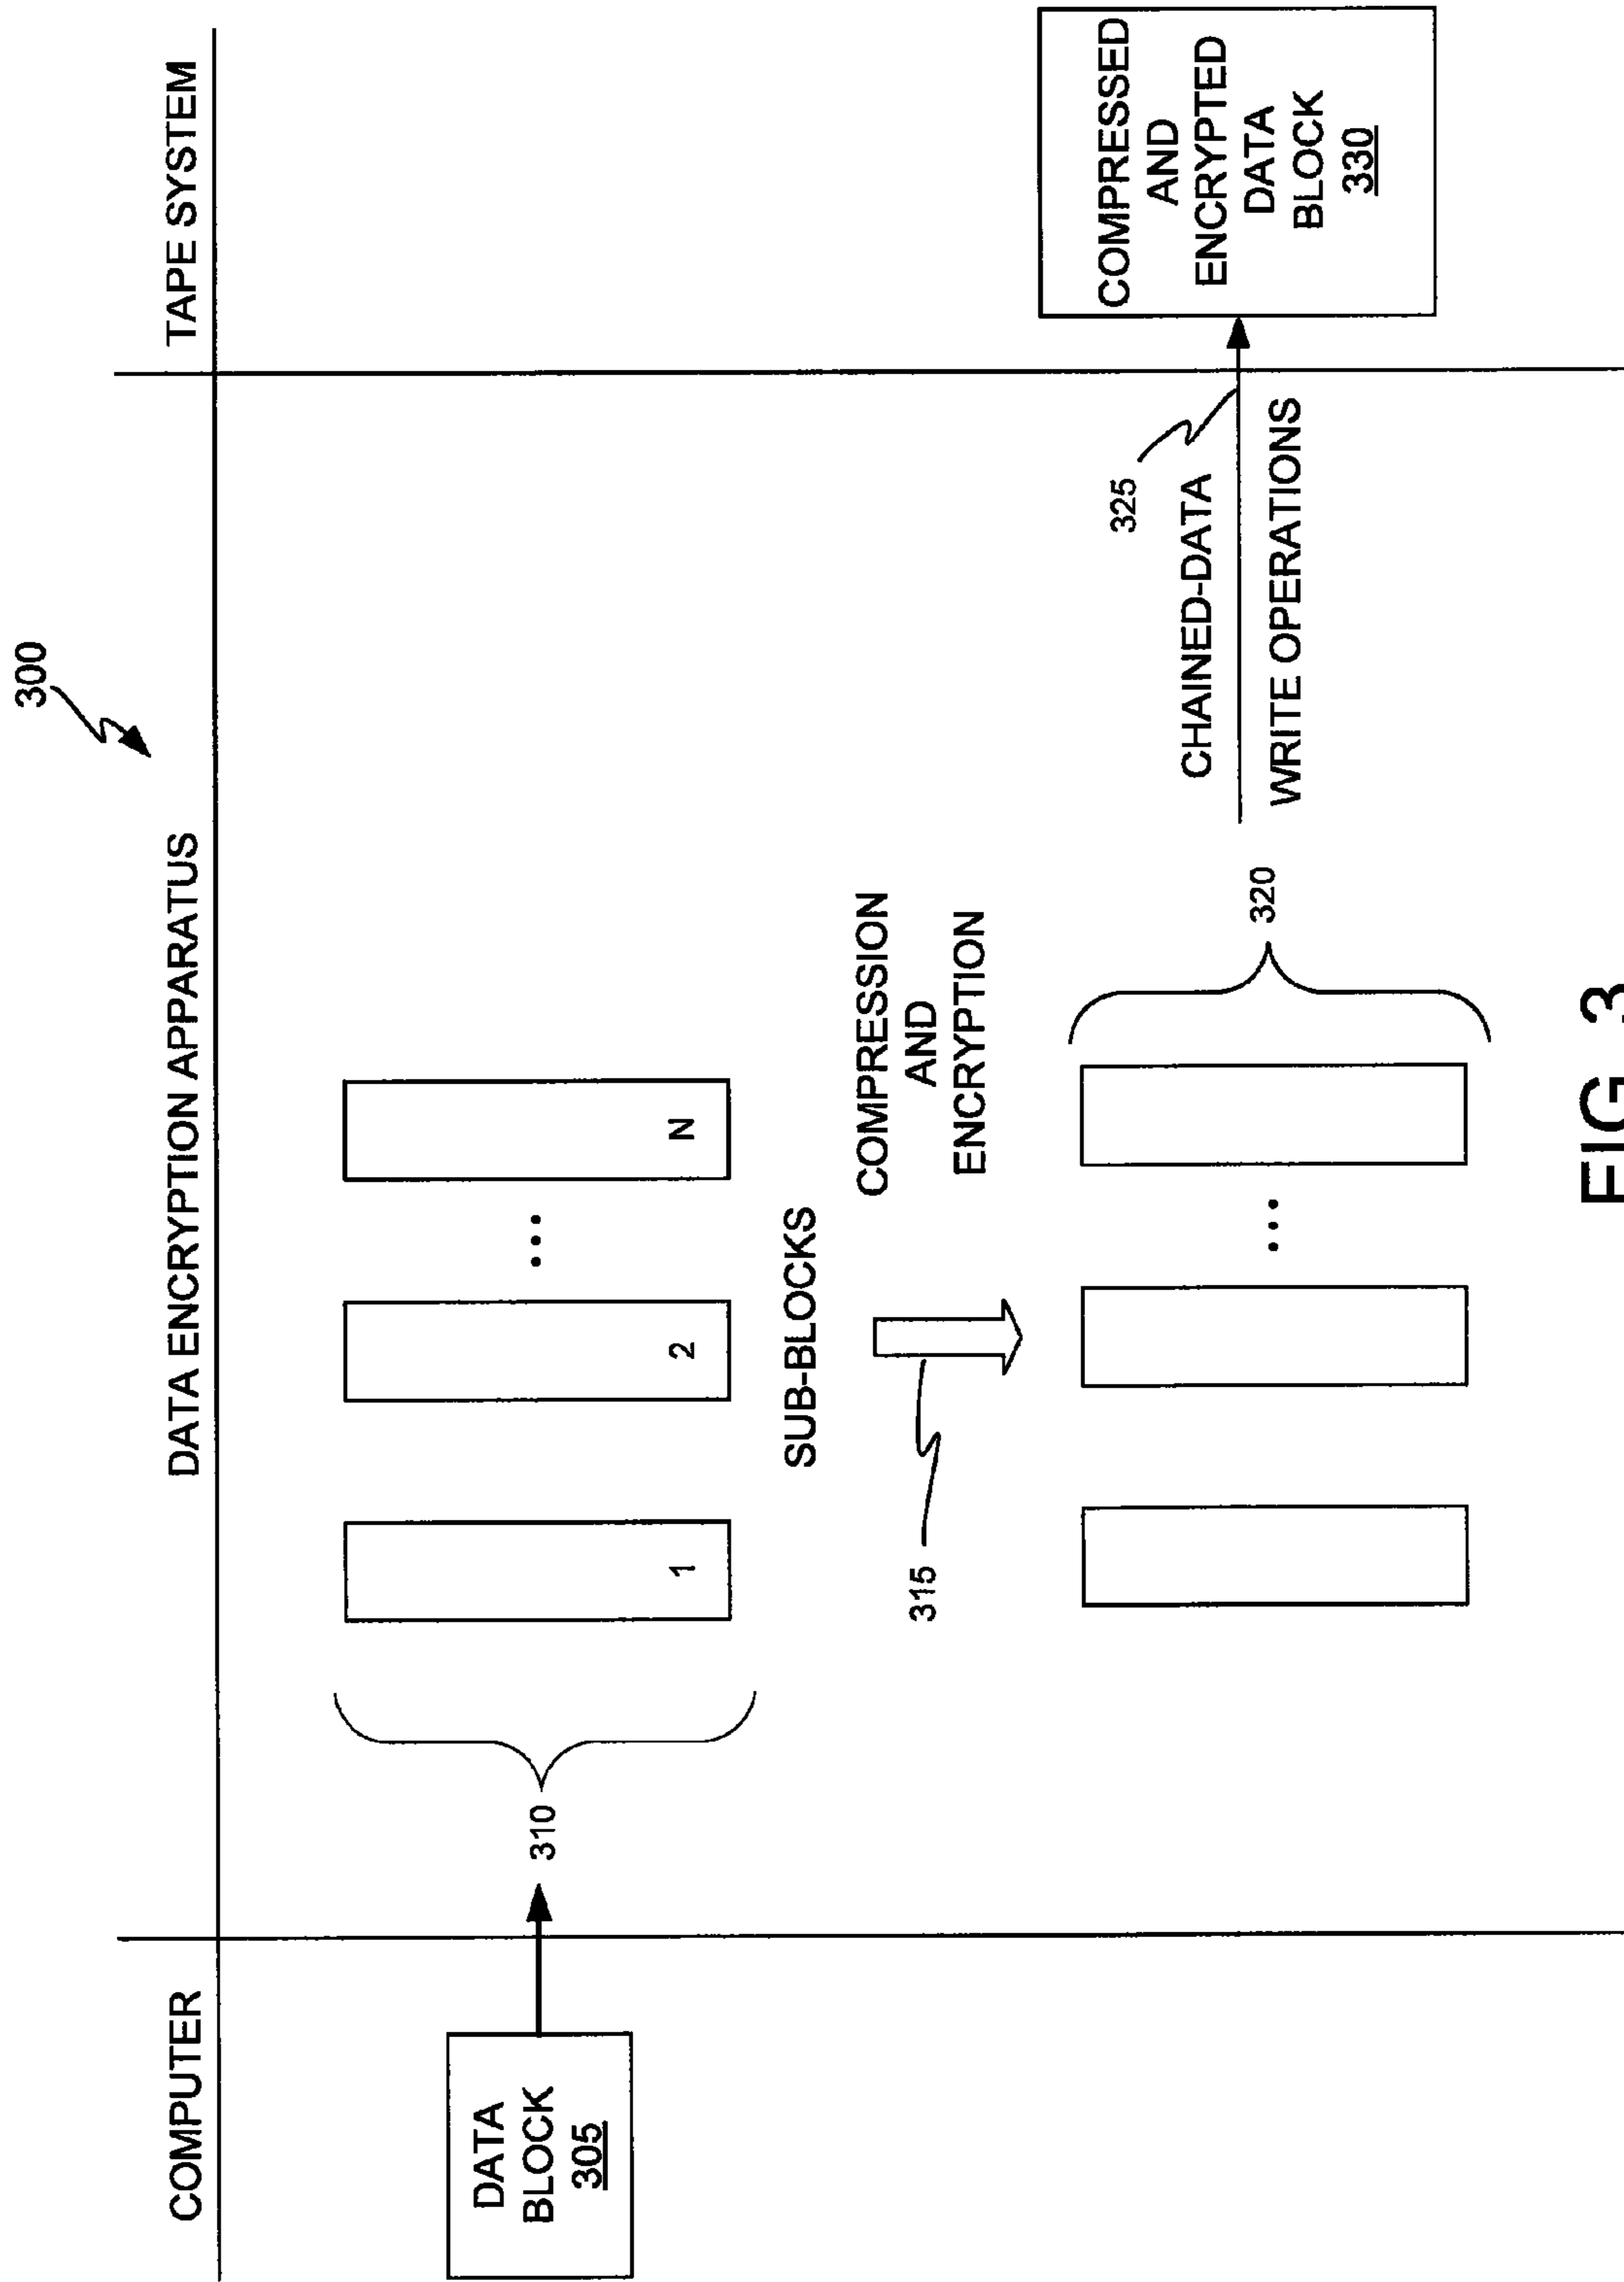 300
COMPUTER
DATA ENCRYPTION APPARATUS
TAPE SYSTEM
DATA
BLOCK
305
310
1
2
...
N
SUB-BLOCKS
315
COMPRESSION
AND
ENCRYPTION
...
320
325
CHAINED-DATA
WRITE OPERATIONS
COMPRESSED
AND
ENCRYPTED
DATA
BLOCK
330
FIG. 3